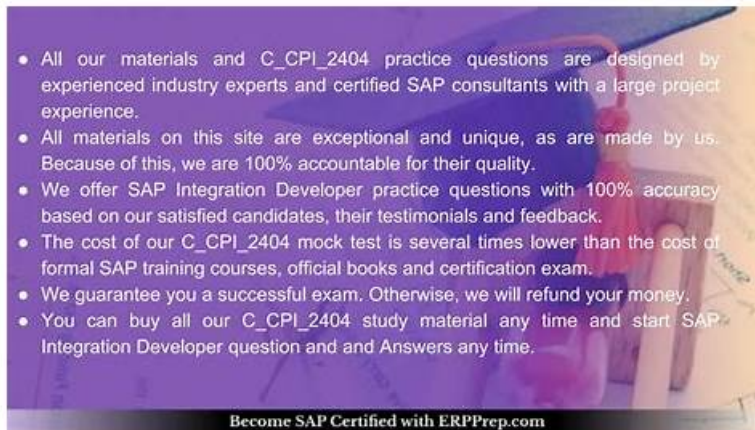 ● All our materials and C_CPI_2404 practice questions are designed by
experienced industry experts and certified SAP consultants with a large project
experience.
● All materials on this site are exceptional and unique, as are made by us.
Because of this, we are 100% accountable for their quality.
● We offer SAP Integration Developer practice questions with 100% accuracy
based on our satisfied candidates, their testimonials and feedback.
● The cost of our C_CPI_2404 mock test is several times lower than the cost of
formal SAP training courses, official books and certification exam.
● We guarantee you a successful exam. Otherwise, we will refund your money.
● You can buy all our C_CPI_2404 study material any time and start SAP
Integration Developer question and and Answers any time.
Become SAP Certified with ERPPrep.com